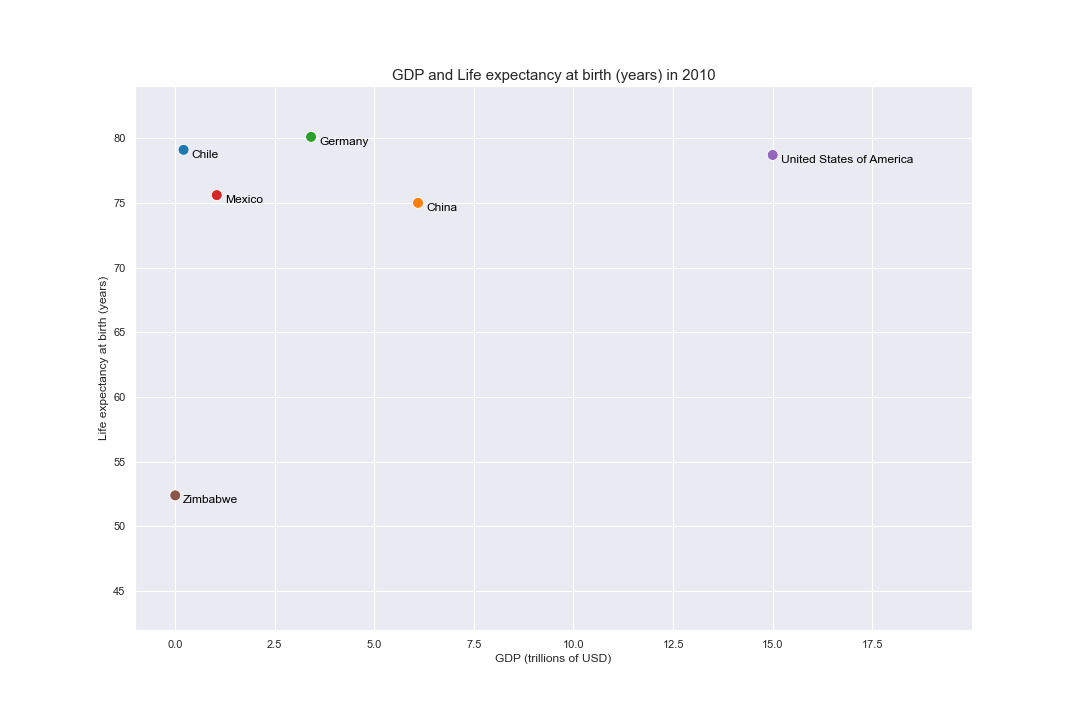 GDP and Life expectancy at birth (years) in 2010
Life expectancy at birth (years)
80
75
70
65
60
55
50
45
Chile
Germany
United States of America
Mexico
China
Zimbabwe
0.0 2.5 5.0 7.5 10.0 12.5 15.0 17.5
GDP (trillions of USD)